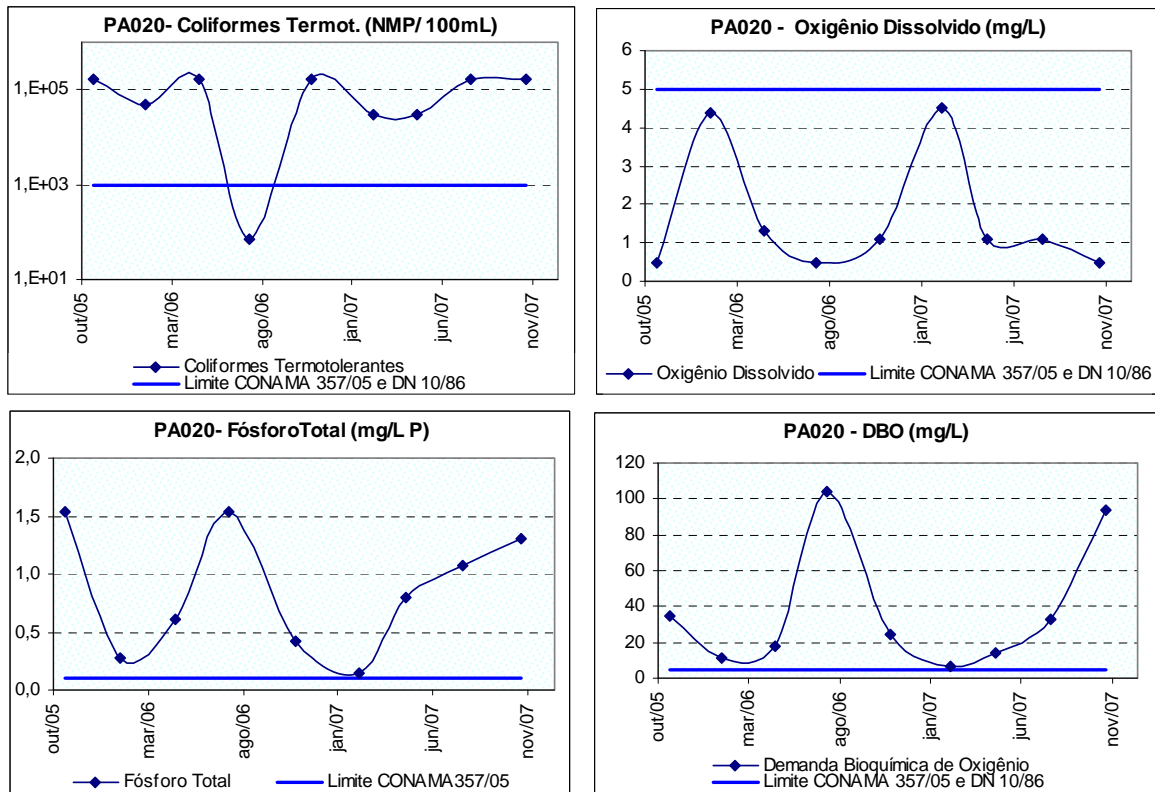 PA020- Coliformes Termot. (NMP/ 100mL)
1,E+05
1,E+03
1,E+01
out/05
mar/06
ago/06
jan/07
jun/07
nov/07
Coliformes Termotolerantes
Limite CONAMA 357/05 e DN 10/86
PA020 - Oxigênio Dissolvido (mg/L)
6
5
4
3
2
1
0
out/05
mar/06
ago/06
jan/07
jun/07
nov/07
Oxigênio Dissolvido Limite CONAMA 357/05 e DN 10/86
PA020- FósforoTotal (mg/L P)
2,0
1,5
1,0
0,5
0,0
out/05
mar/06
ago/06
jan/07
jun/07
nov/07
Fósforo Total Limite CONAMA357/05
PA020 - DBO (mg/L)
120
100
80
60
40
20
0
out/05
mar/06
ago/06
jan/07
jun/07
nov/07
Demanda Bioquímica de Oxigênio
Limite CONAMA 357/05 e DN 10/86